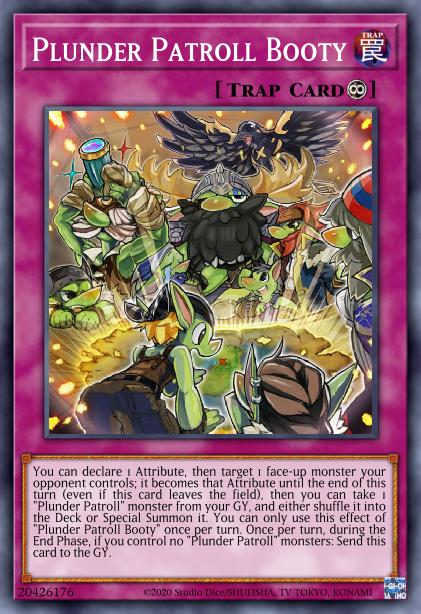 PLUNDER PATROLL BOOTY
TRAP
罠
[TRAP CARD∞]
You can declare 1 Attribute, then target 1 face-up monster your
opponent controls; it becomes that Attribute until the end of this
turn (even if this card leaves the field), then you can take 1
"Plunder Patroll" monster from your GY, and either shuffle it into
the Deck or Special Summon it. You can only use this effect of
"Plunder Patroll Booty" once per turn. Once per turn, during the
End Phase, if you control no "Plunder Patroll" monsters: Send this
card to the GY.
20426176
©2020 Studio Dice/SHUEISHA, TV TOKYO, KONAMI